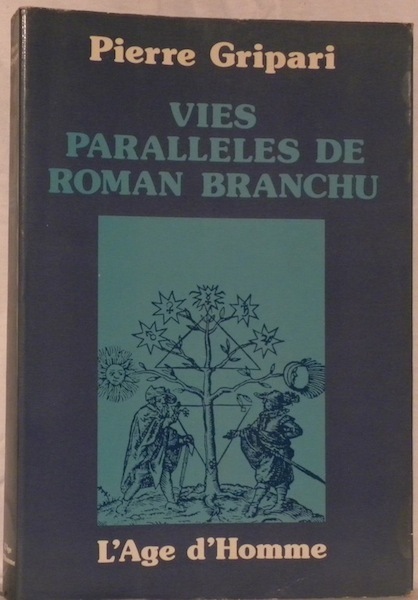 Pierre Gripari
VIES
PARALLELES DE
ROMAN BRANCHU
L'Age d'Homme